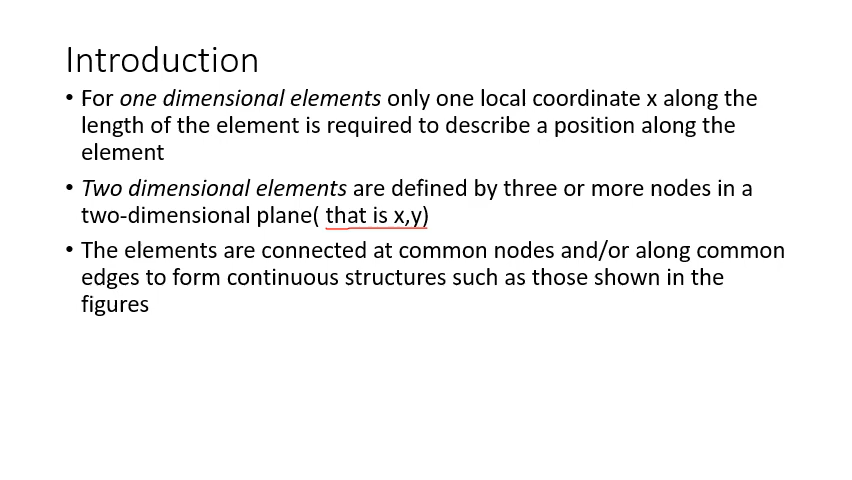 Introduction
• For one dimensional elements only one local coordinate x along the
length of the element is required to describe a position along the
element
• Two dimensional elements are defined by three or more nodes in a
two-dimensional plane( that is x,y)
• The elements are connected at common nodes and/or along common
edges to form continuous structures such as those shown in the
figures